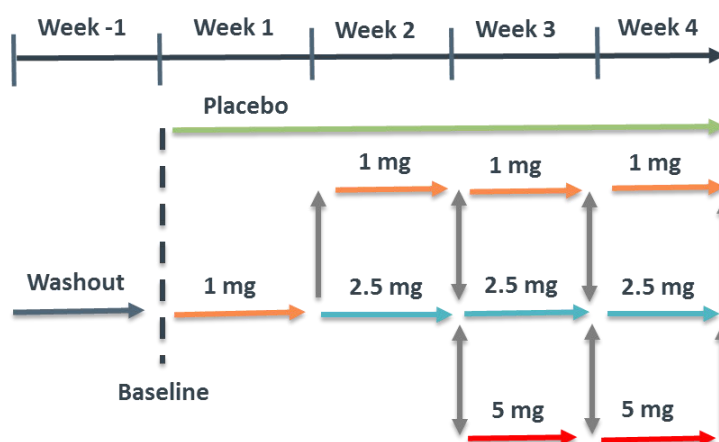 Week -1 Week 1 Week 2 Week 3 Week 4
Placebo
1 mg 1 mg 1 mg
Washout 1 mg 2.5 mg 2.5 mg 2.5 mg
Baseline
5 mg 5 mg